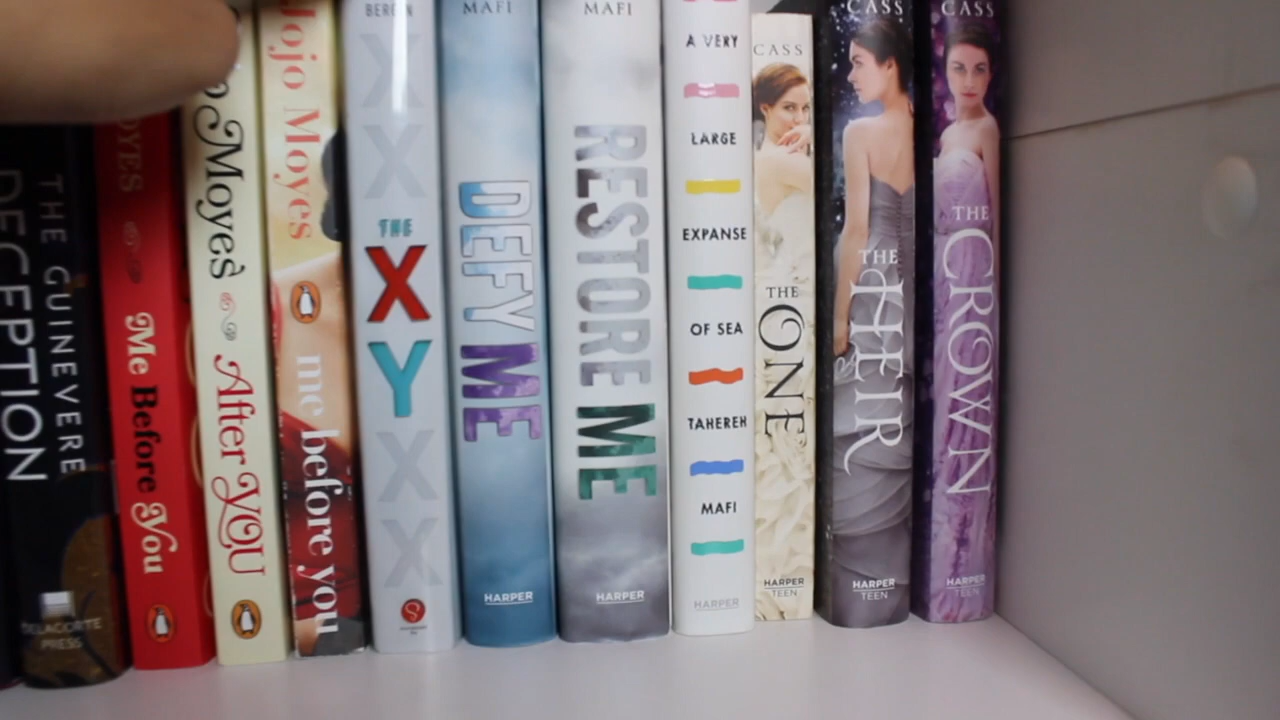 THE GUINEVERE
DECEPTION
DELACORTE
PRESS
OYES
Me Before You
Moyes
After YOU
Jojo Moyes
me before you
BERGIN
X
X
THE
X
Y
X
X
MAFI
DEFY ME
HARPER
MAFI
RESTORE ME
HARPER
A VERY
LARGE
EXPANSE
OF SEA
TAHEREH
MAFI
HARPER
CASS
THE
ONE
HARPER
TEEN
CASS
THE
HEIR
HARPER
TEEN
CASS
THE
CROWN
HARPER
TEEN